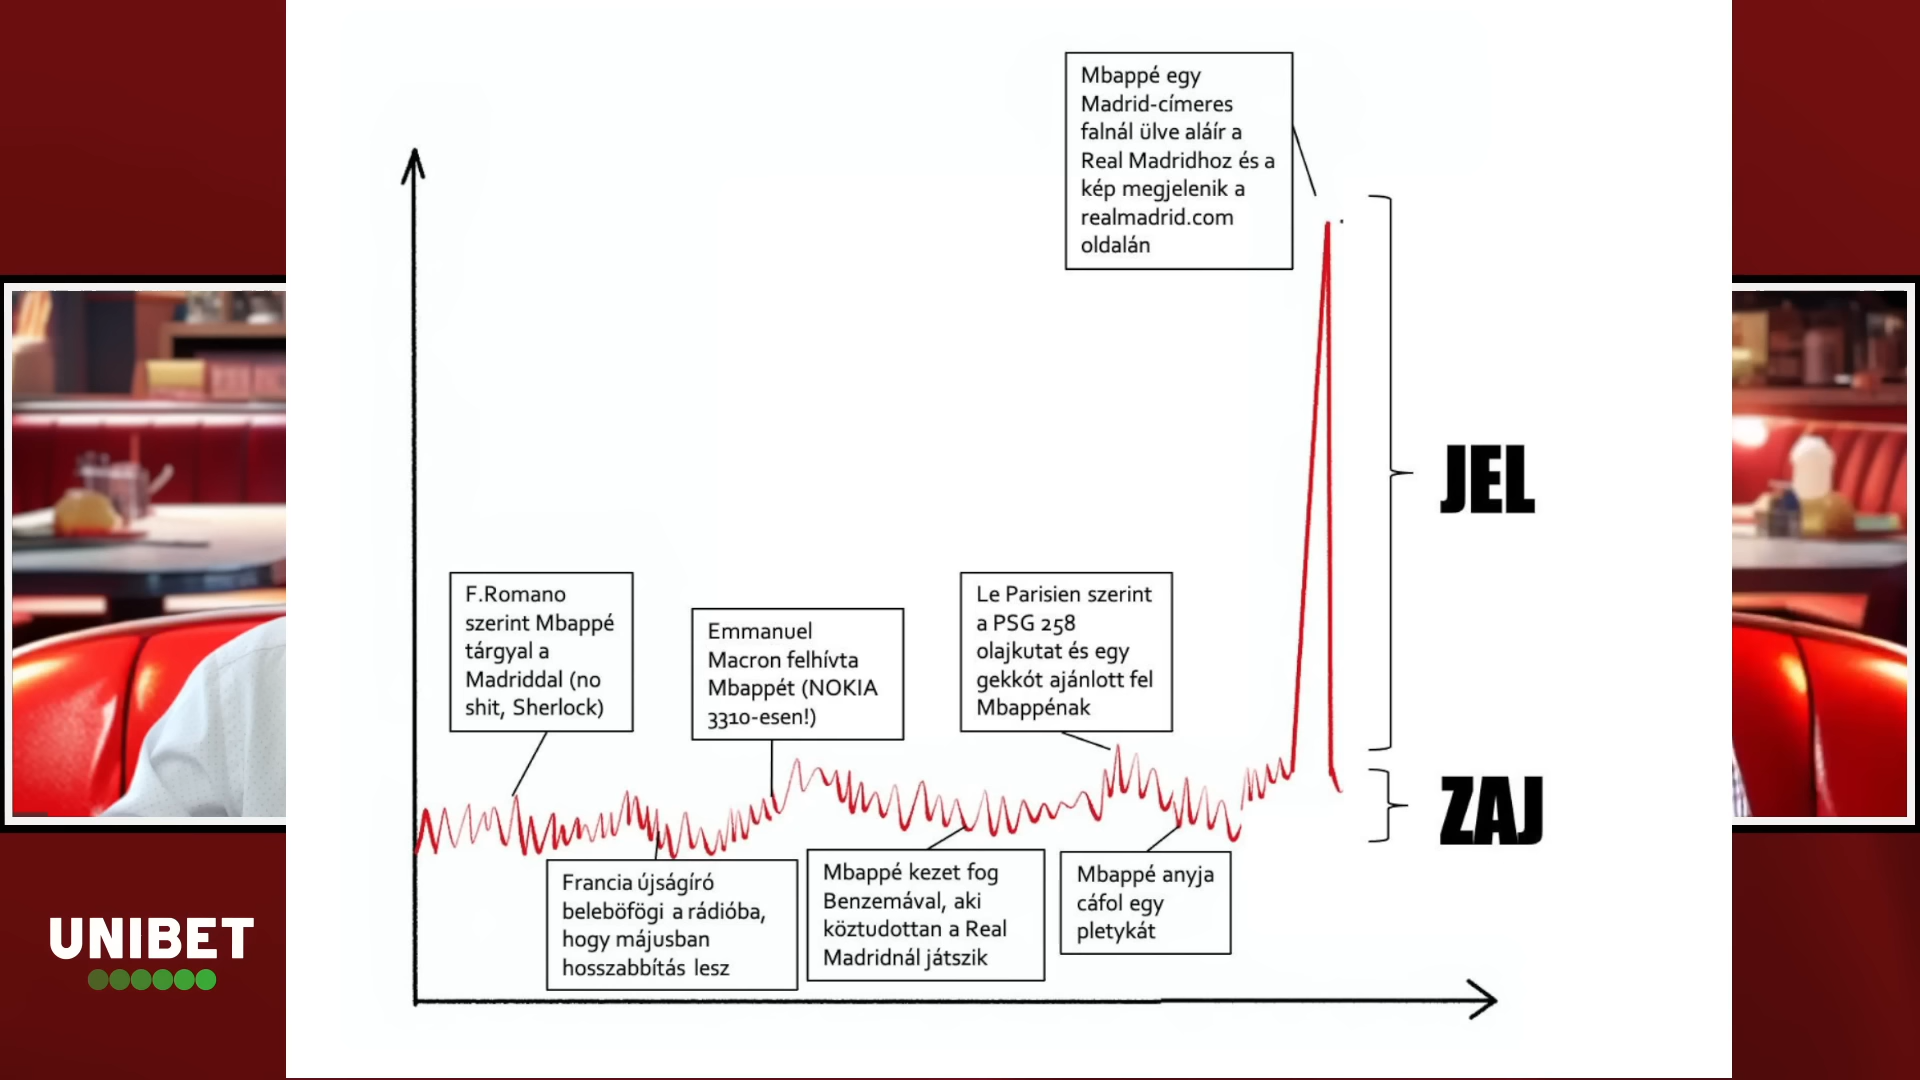 Mbappé egy
Madrid-címeres
falnál ülve aláír a
Real Madridhoz és a
kép megjelenik a
realmadrid.com
oldalán
JEL
F.Romano
szerint Mbappé
tárgyal a
Madriddal (no
shit, Sherlock)
Emmanuel
Macron felhívta
Mbappét (NOKIA
3310-esen!)
Le Parisien szerint
a PSG 258
olajkutat és egy
gekkót ajánlott fel
Mbappénak
ZAJ
Francia újságíró
beleböfögi a rádióba,
hogy májusban
hosszabbítás lesz
Mbappé kezet fog
Benzemával, aki
köztudottan a Real
Madridnál játszik
Mbappé anyja
cáfol egy
pletykát
UNIBET